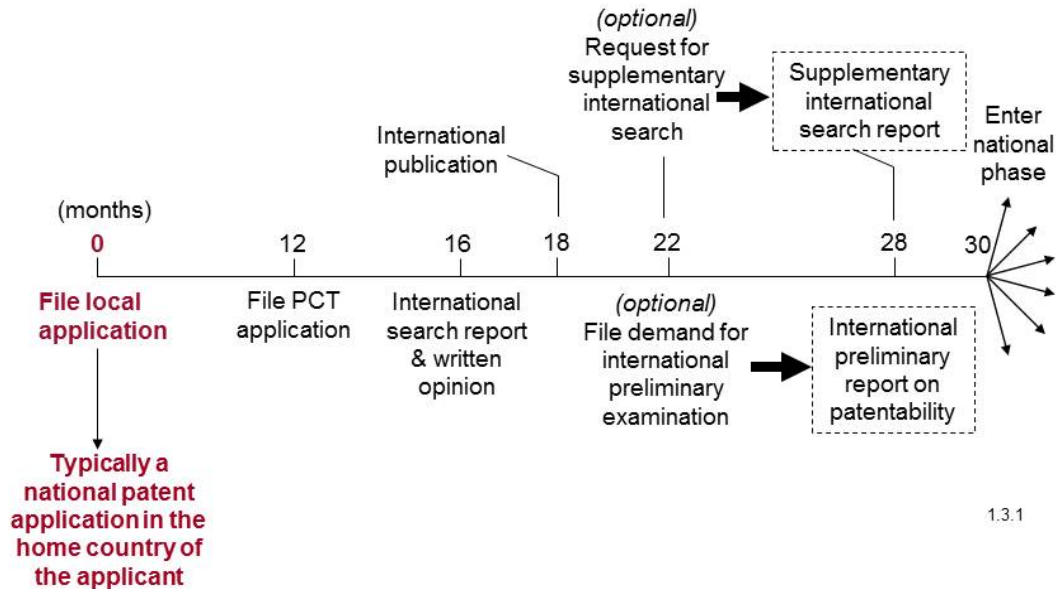 (optional)
Request for
supplementary
international
search
Supplementary
international
search report
Enter
national
phase
International
publication
(months)
0
12
16
18
22
28
30
File local
application
File PCT
application
International
search report
& written
opinion
(optional)
File demand for
international
preliminary
examination
International
preliminary
report on
patentability
Typically a
national patent
application in the
home country of
the applicant
1.3.1